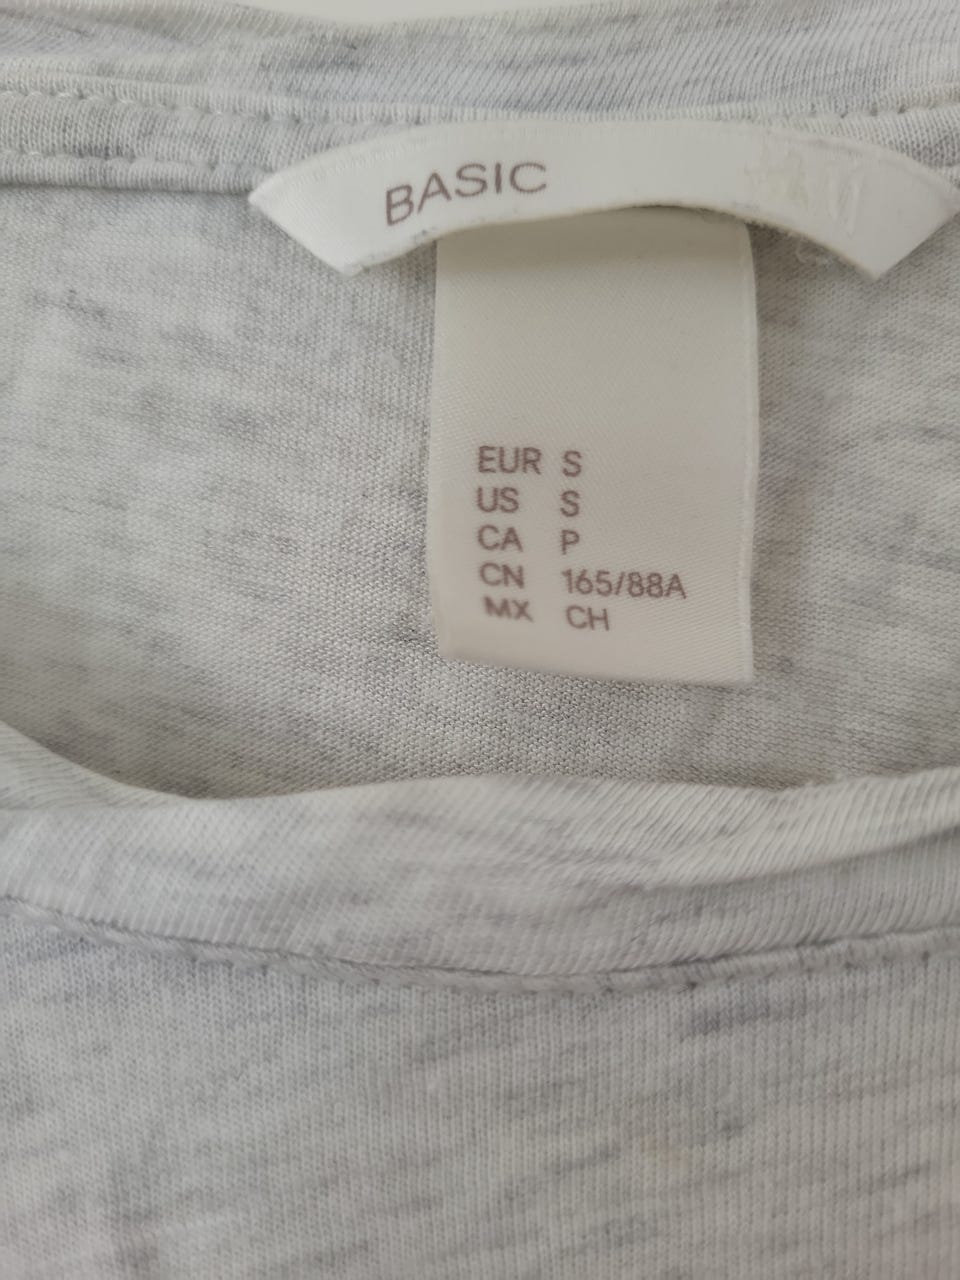 BASIC
EUR S
US S
CA P
CN 165/88A
MX CH